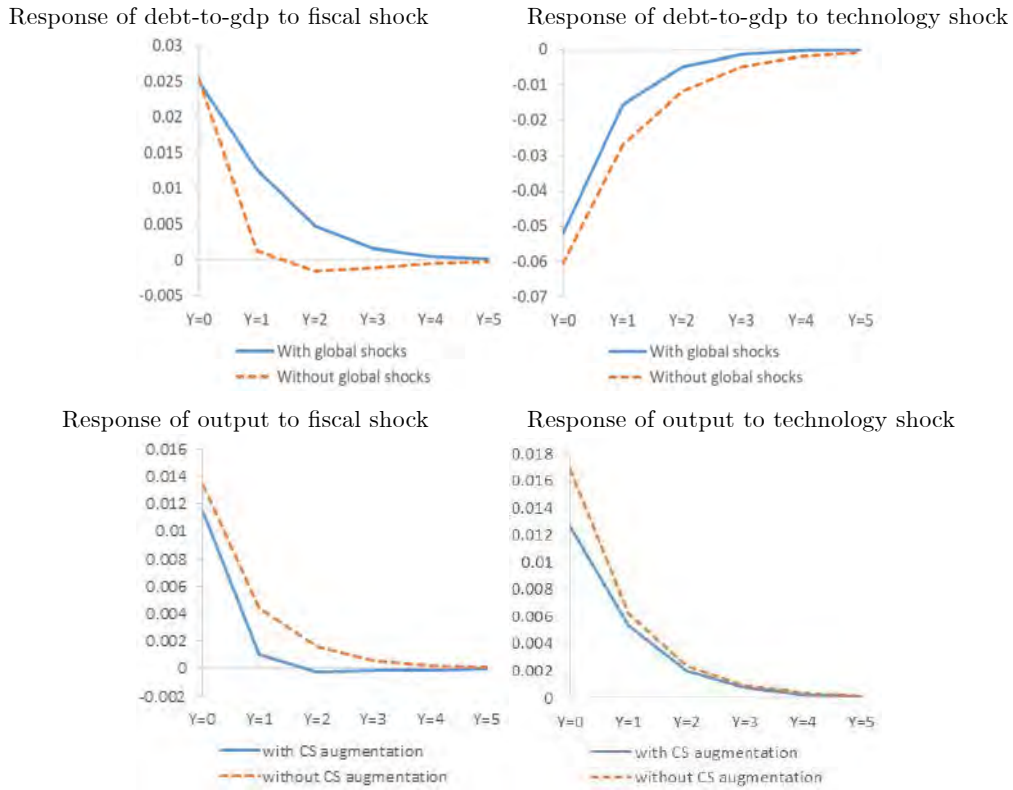 Response of debt-to-gdp to fiscal shock
0.03
0.025
0.02
0.015
0.01
0.005
0
-0.005
Y=0 Y=1 Y=2 Y=3 Y=4 Y=5
With global shocks
Without global shocks
Response of debt-to-gdp to technology shock
0
-0.01
-0.02
-0.03
-0.04
-0.05
-0.06
-0.07
Y=0 Y=1 Y=2 Y=3 Y=4 Y=5
With global shocks
Without global shocks
Response of output to fiscal shock
0.016
0.014
0.012
0.01
0.008
0.006
0.004
0.002
0
-0.002
Y=0 Y=1 Y=2 Y=3 Y=4 Y=5
with CS augmentation
without CS augmentation
Response of output to technology shock
0.018
0.016
0.014
0.012
0.01
0.008
0.006
0.004
0.002
0
Y=0 Y=1 Y=2 Y=3 Y=4 Y=5
with CS augmentation
without CS augmentation